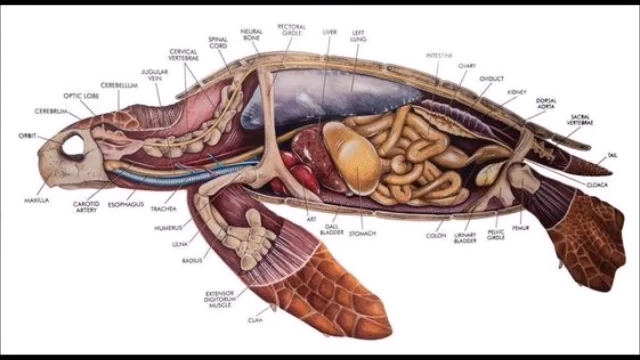 PECTORAL
GIRDLE
NEURAL
BONE
LIVER
LEFT
LUNG
SPINAL
CORD
CERVICAL
VERTEBRAE
JUGULAR
VEIN
CEREBELLUM
OPTIC LOBE
CEREBRUM
ORBIT
INTESTINE
OVARY
OVIDUCT
KIDNEY
DORSAL
AORTA
SACRAL
VERTEBRAE
TAIL
CLOACA
MAXILLA
CAROTID
ARTERY
ESOPHAGUS
TRACHEA
HUMERUS
ULNA
RADIUS
EXTENSOR
DIGITORUM
MUSCLE
CLAW
ART
GALL
BLADDER
STOMACH
COLON
URINARY
BLADDER
PELVIC
GIRDLE
FEMUR